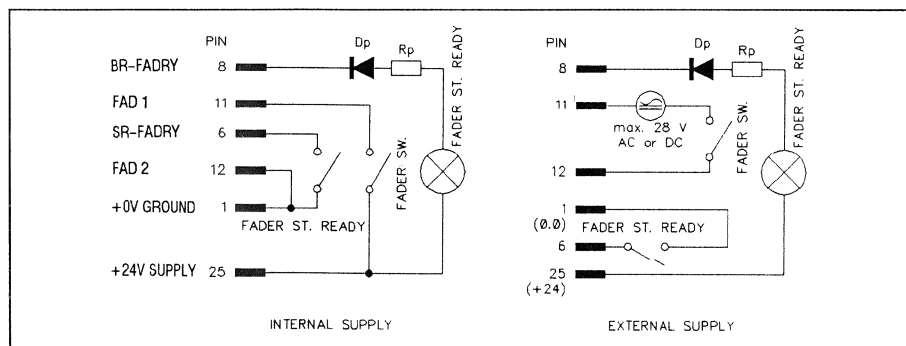 PIN
Dp
Rp
BR-FADRY 8
FAD 1 11
SR-FADRY 6
FAD 2 12
+0V GROUND 1
+24V SUPPLY 25
FADER ST. READY
FADER SW.
FADER ST. READY
INTERNAL SUPPLY
PIN
Dp
Rp
8
11
max. 28 V
AC or DC
12
1
(0.0)
FADER ST. READY
6
25
(+24)
FADER SW.
FADER ST. READY
EXTERNAL SUPPLY